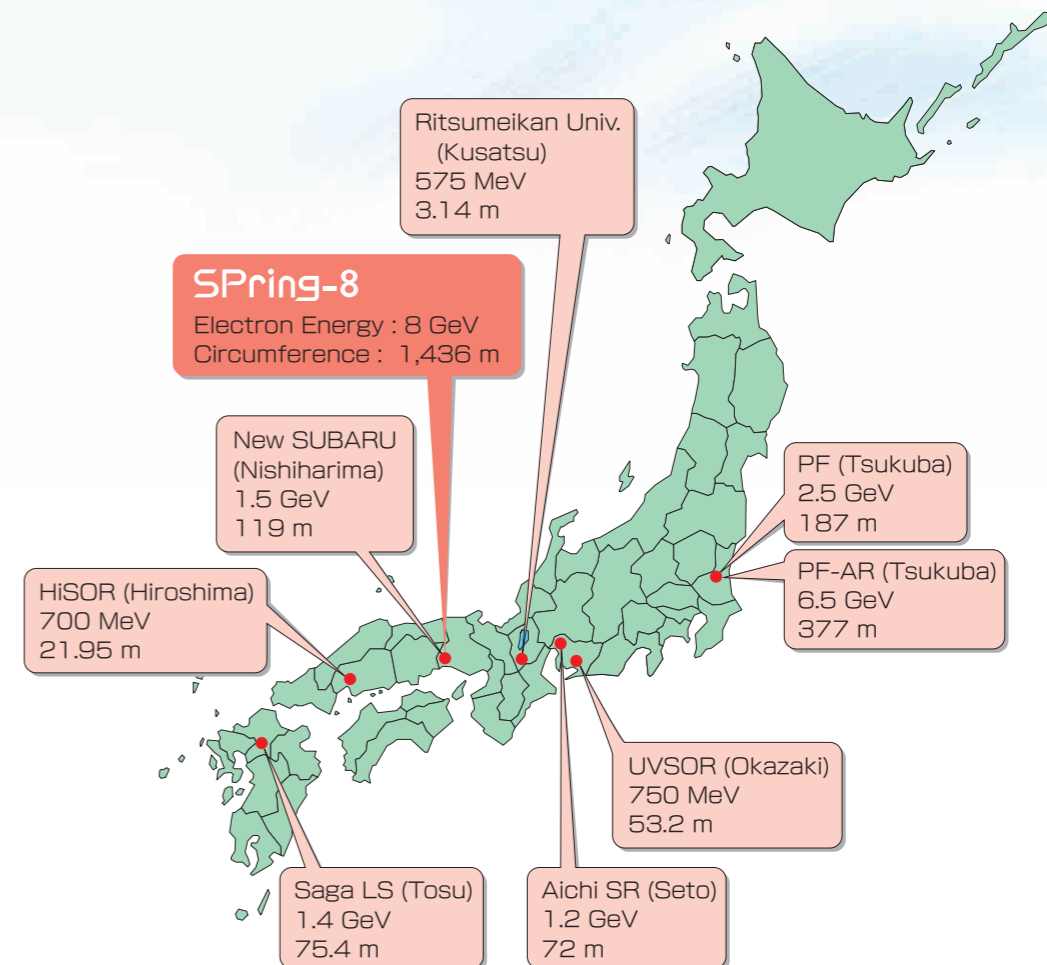 Ritsumeikan Univ.
(Kusatsu)
575 MeV
3.14 m
SPring-8
Electron Energy : 8 GeV
Circumference : 1,436 m
New SUBARU
(Nishiharima)
1.5 GeV
119 m
PF (Tsukuba)
2.5 GeV
187 m
PF-AR (Tsukuba)
6.5 GeV
377 m
HiSOR (Hiroshima)
700 MeV
21.95 m
UVSOR (Okazaki)
750 MeV
53.2 m
Saga LS (Tosu)
1.4 GeV
75.4 m
Aichi SR (Seto)
1.2 GeV
72 m